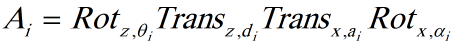 A_i = Rot_{z,θ_i} Trans_{z,d_i} Trans_{x,a_i} Rot_{x,α_i}